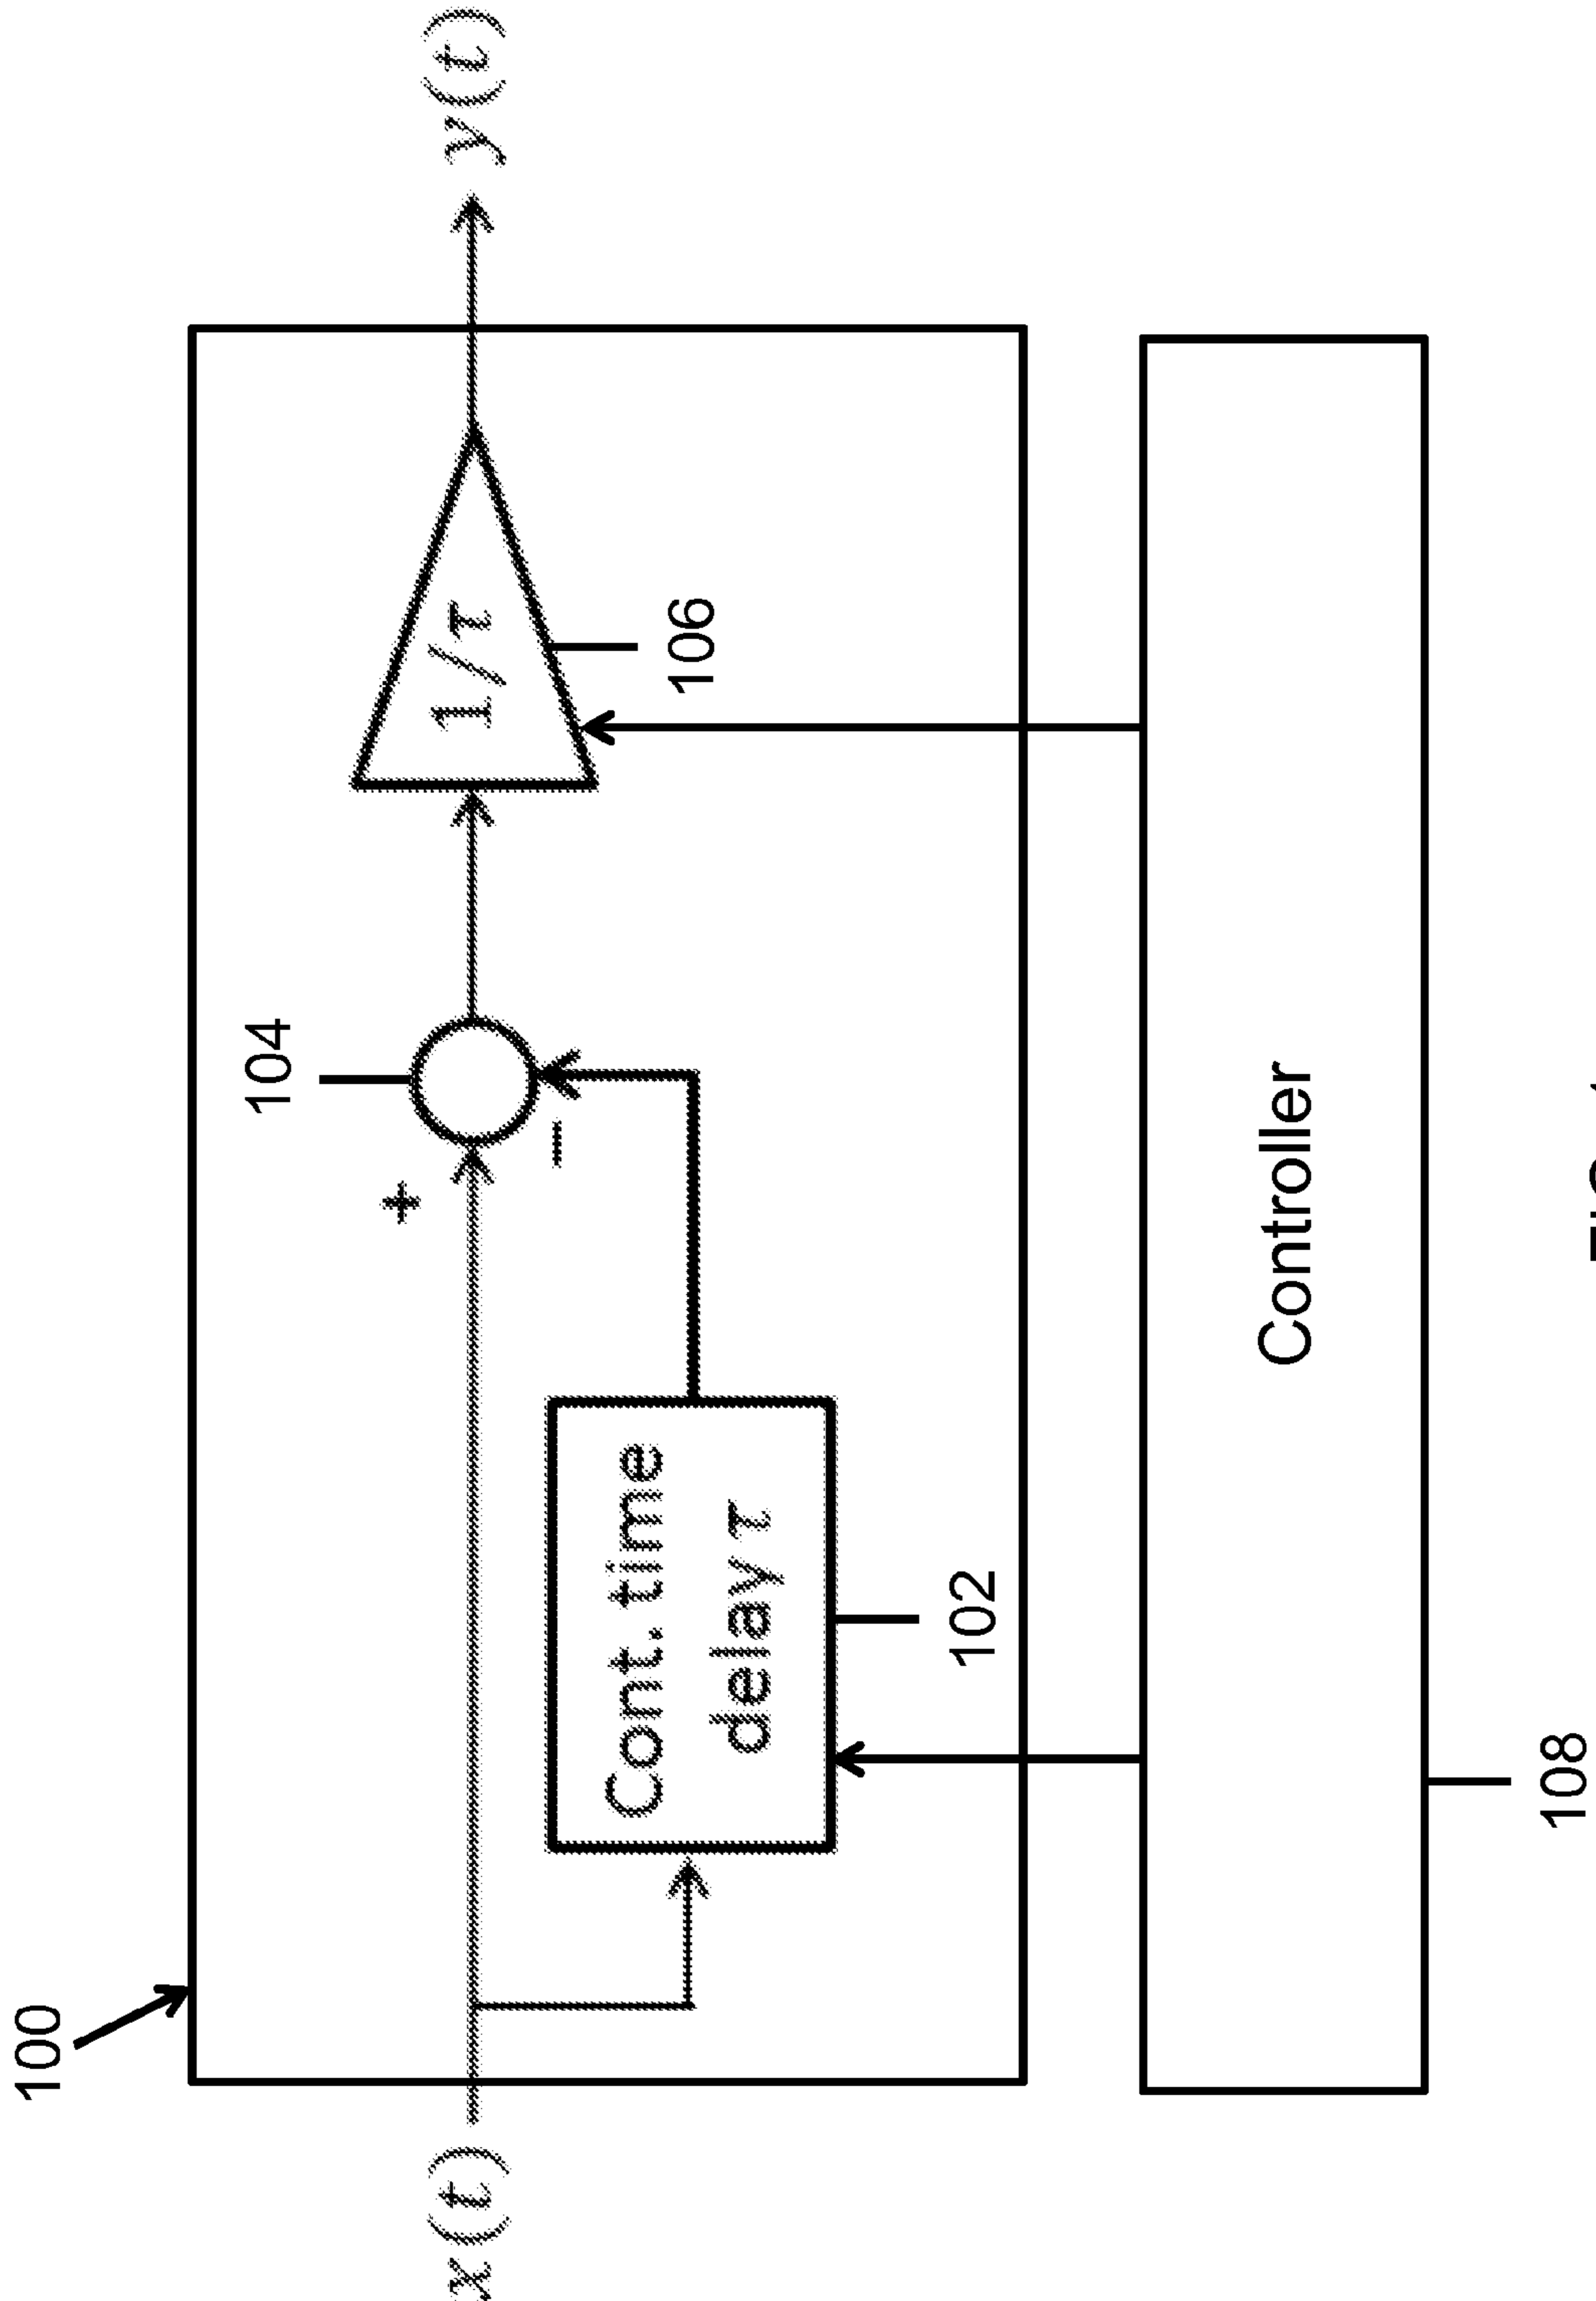 100
x(t)
+
104
−
1/τ
106
y(t)
Cont. time
delay τ
102
Controller
108